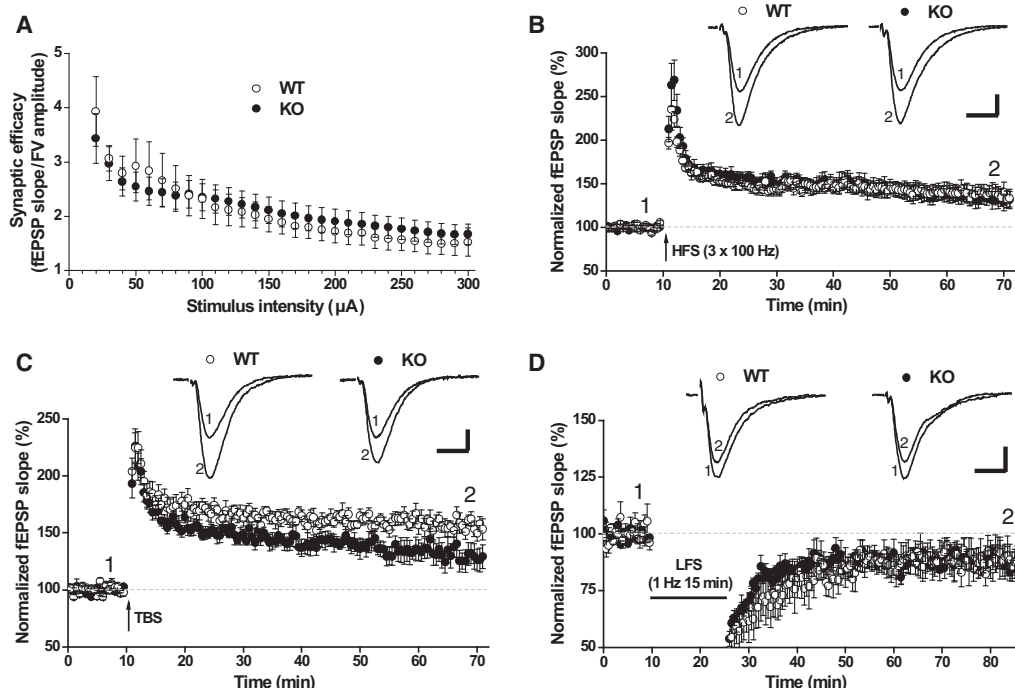 A
Synaptic efficacy
(fEPSP slope/FV amplitude)
5
4
3
2
1
WT
KO
0 50 100 150 200 250 300
Stimulus intensity (µA)
B
WT KO
Normalized fEPSP slope (%)
300
250
200
150
100
50
1
2
1
2
1
2
HFS (3 x 100 Hz)
0 10 20 30 40 50 60 70
Time (min)
C
WT KO
Normalized fEPSP slope (%)
250
200
150
100
50
1
2
1
2
1
2
TBS
0 10 20 30 40 50 60 70
Time (min)
D
WT KO
Normalized fEPSP slope (%)
150
125
100
75
50
2
1
2
1
1
2
LFS
(1 Hz 15 min)
0 10 20 30 40 50 60 70 80
Time (min)